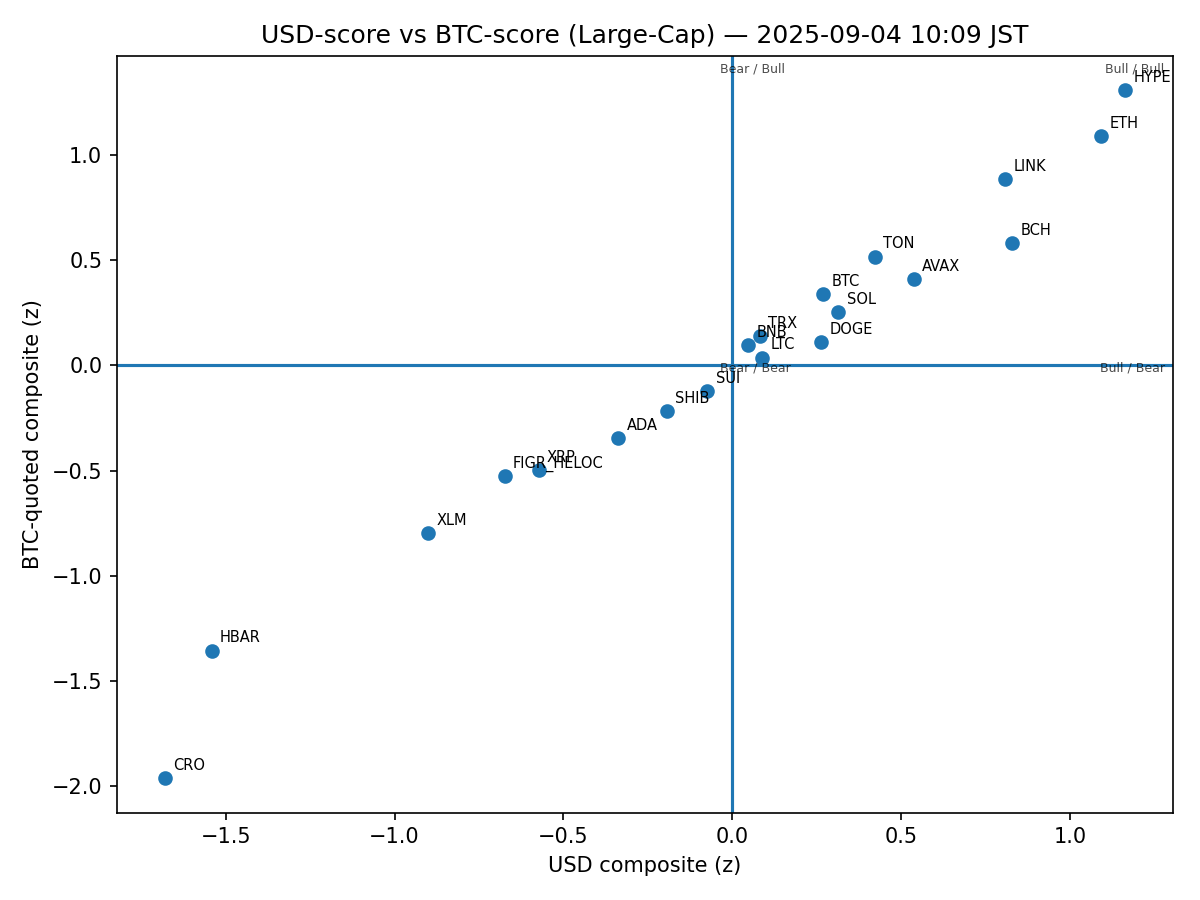 USD-score vs BTC-score (Large-Cap) — 2025-09-04 10:09 JST
Bear / Bull
Bull / Bull
HYPE
ETH
LINK
BCH
TON
AVAX
BTC
SOL
TRX
DOGE
BNB
LTC
Bear / Bear
Bull / Bear
SUI
SHIB
ADA
XRP
FIGR_HELOC
XLM
HBAR
CRO
1.0
0.5
0.0
−0.5
−1.0
−1.5
−2.0
BTC-quoted composite (z)
−1.5
−1.0
−0.5
0.0
0.5
1.0
USD composite (z)